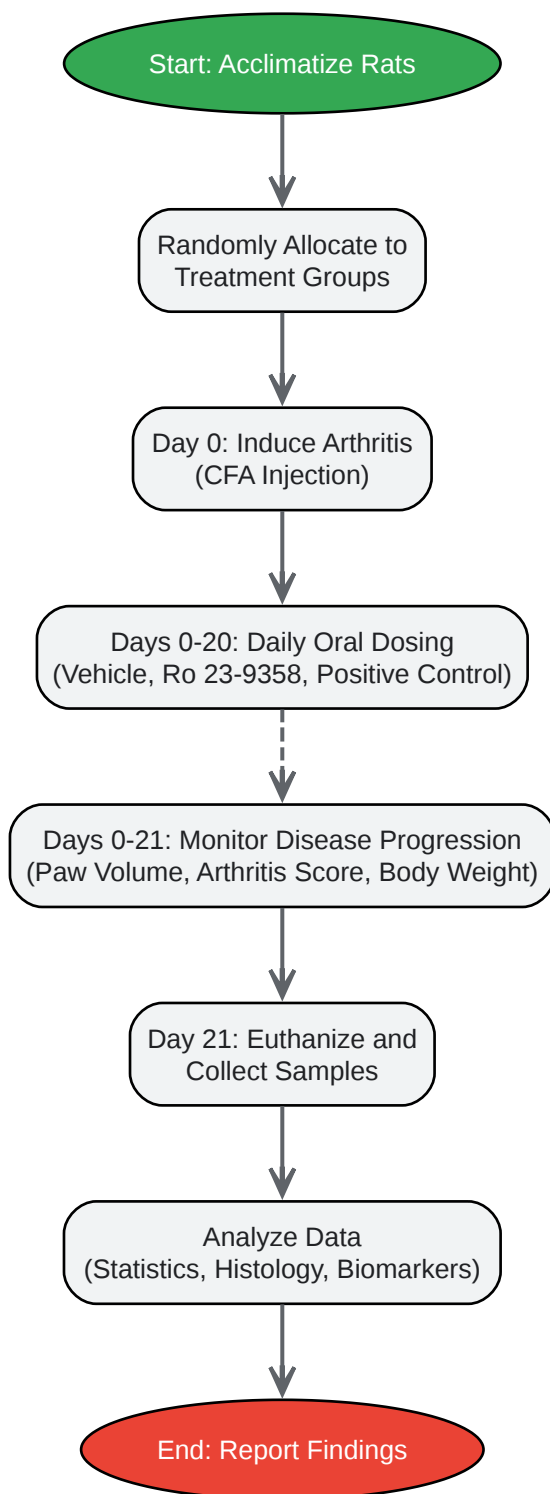 Start: Acclimatize Rats
Randomly Allocate to
Treatment Groups
Day 0: Induce Arthritis
(CFA Injection)
Days 0-20: Daily Oral Dosing
(Vehicle, Ro 23-9358, Positive Control)
Days 0-21: Monitor Disease Progression
(Paw Volume, Arthritis Score, Body Weight)
Day 21: Euthanize and
Collect Samples
Analyze Data
(Statistics, Histology, Biomarkers)
End: Report Findings